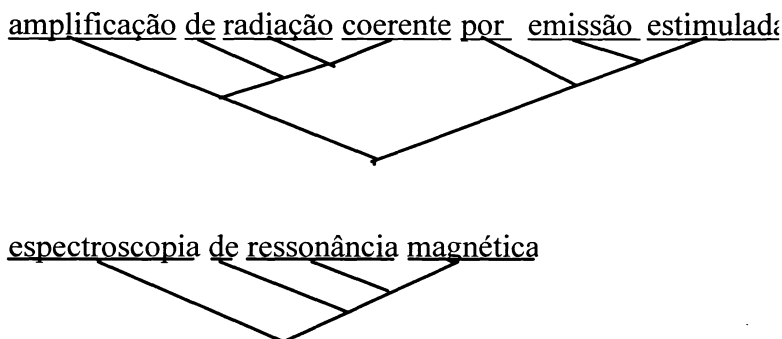 amplificação de radiação coerente por emissão estimulada
espectroscopia de ressonância magnética